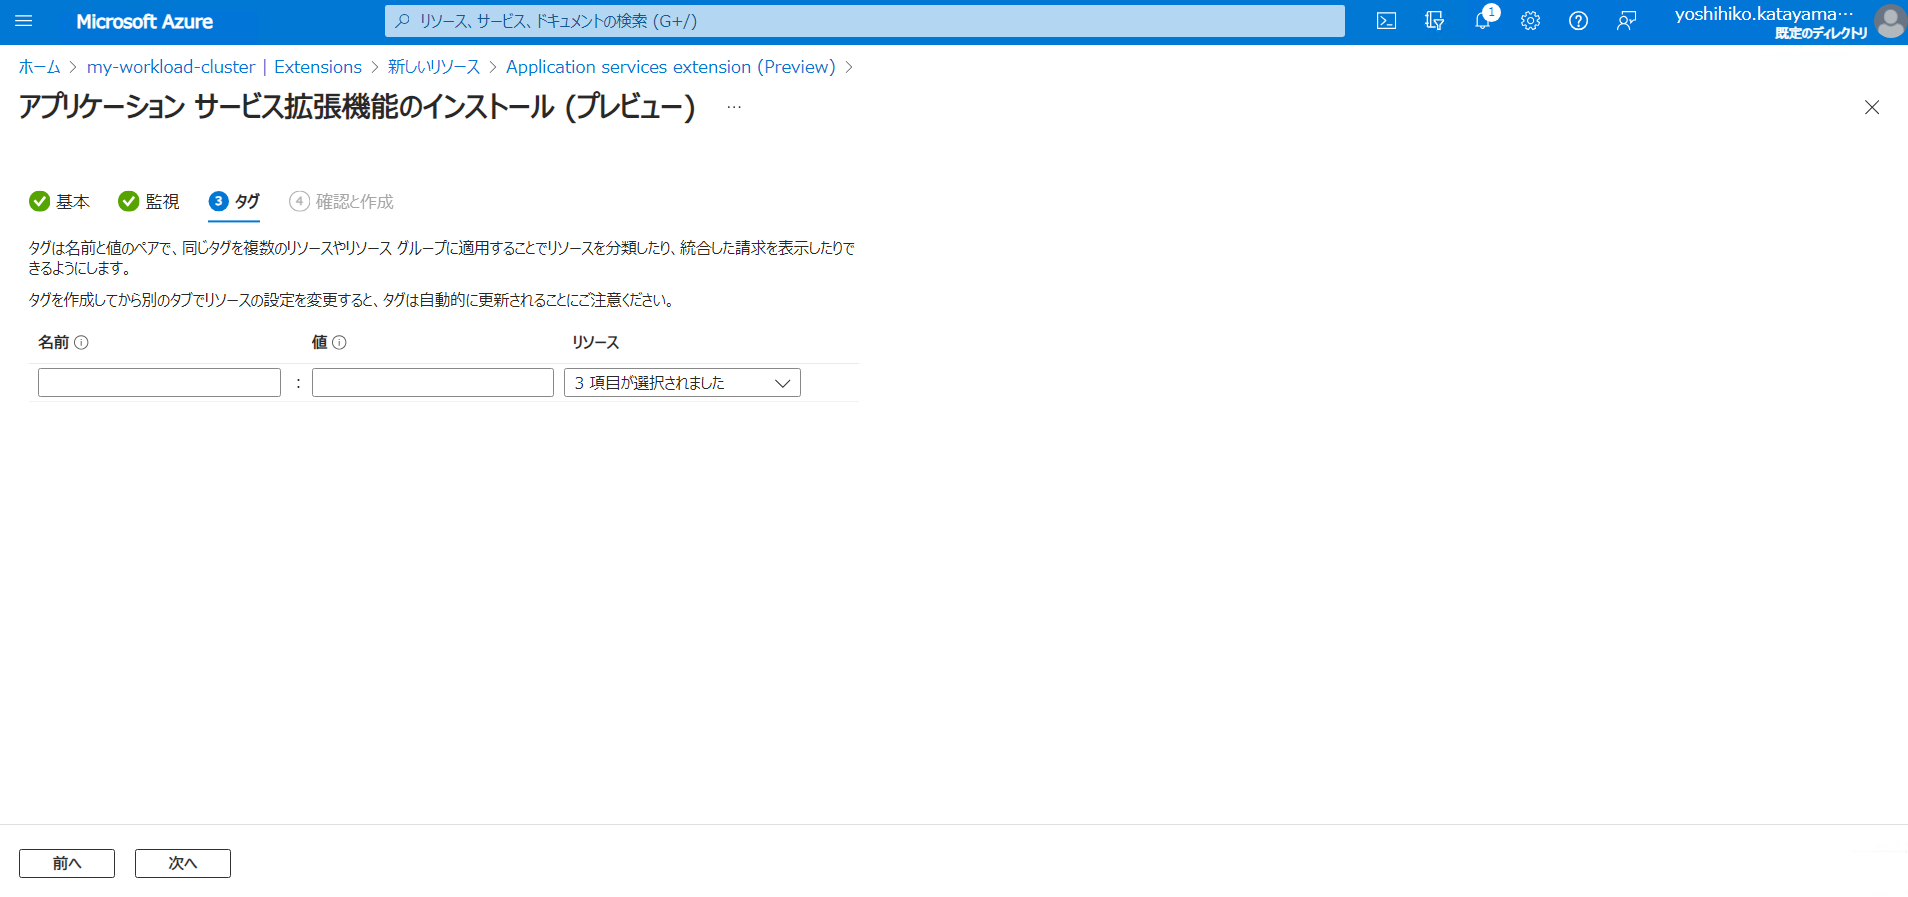 Microsoft Azure
リソース、サービス、ドキュメントの検索 (G+/)
1
yoshihiko.katayama…
既定のディレクトリ
ホーム > my-workload-cluster | Extensions > 新しいリソース > Application services extension (Preview) >
アプリケーション サービス拡張機能のインストール (プレビュー) …
基本 監視 3 タグ 4 確認と作成
タグは名前と値のペアで、同じタグを複数のリソースやリソース グループに適用することでリソースを分類したり、統合した請求を表示したりで
きるようにします。
タグを作成してから別のタブでリソースの設定を変更すると、タグは自動的に更新されることにご注意ください。
名前 値 リソース
: 3 項目が選択されました
前へ 次へ